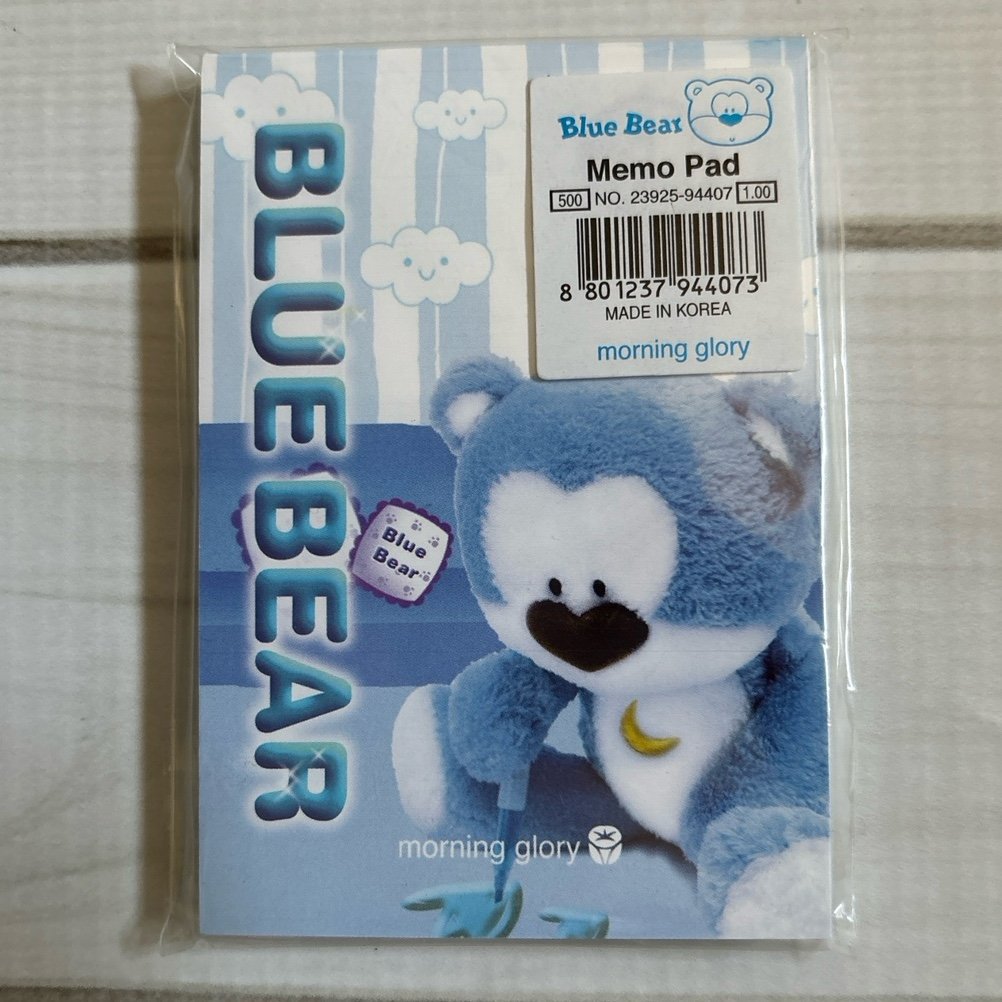 BLUE BEAR
Blue Bear
Memo Pad
500 NO. 23925-94407 1.00
8 801237 944073
MADE IN KOREA
morning glory
Blue
Bear
morning glory